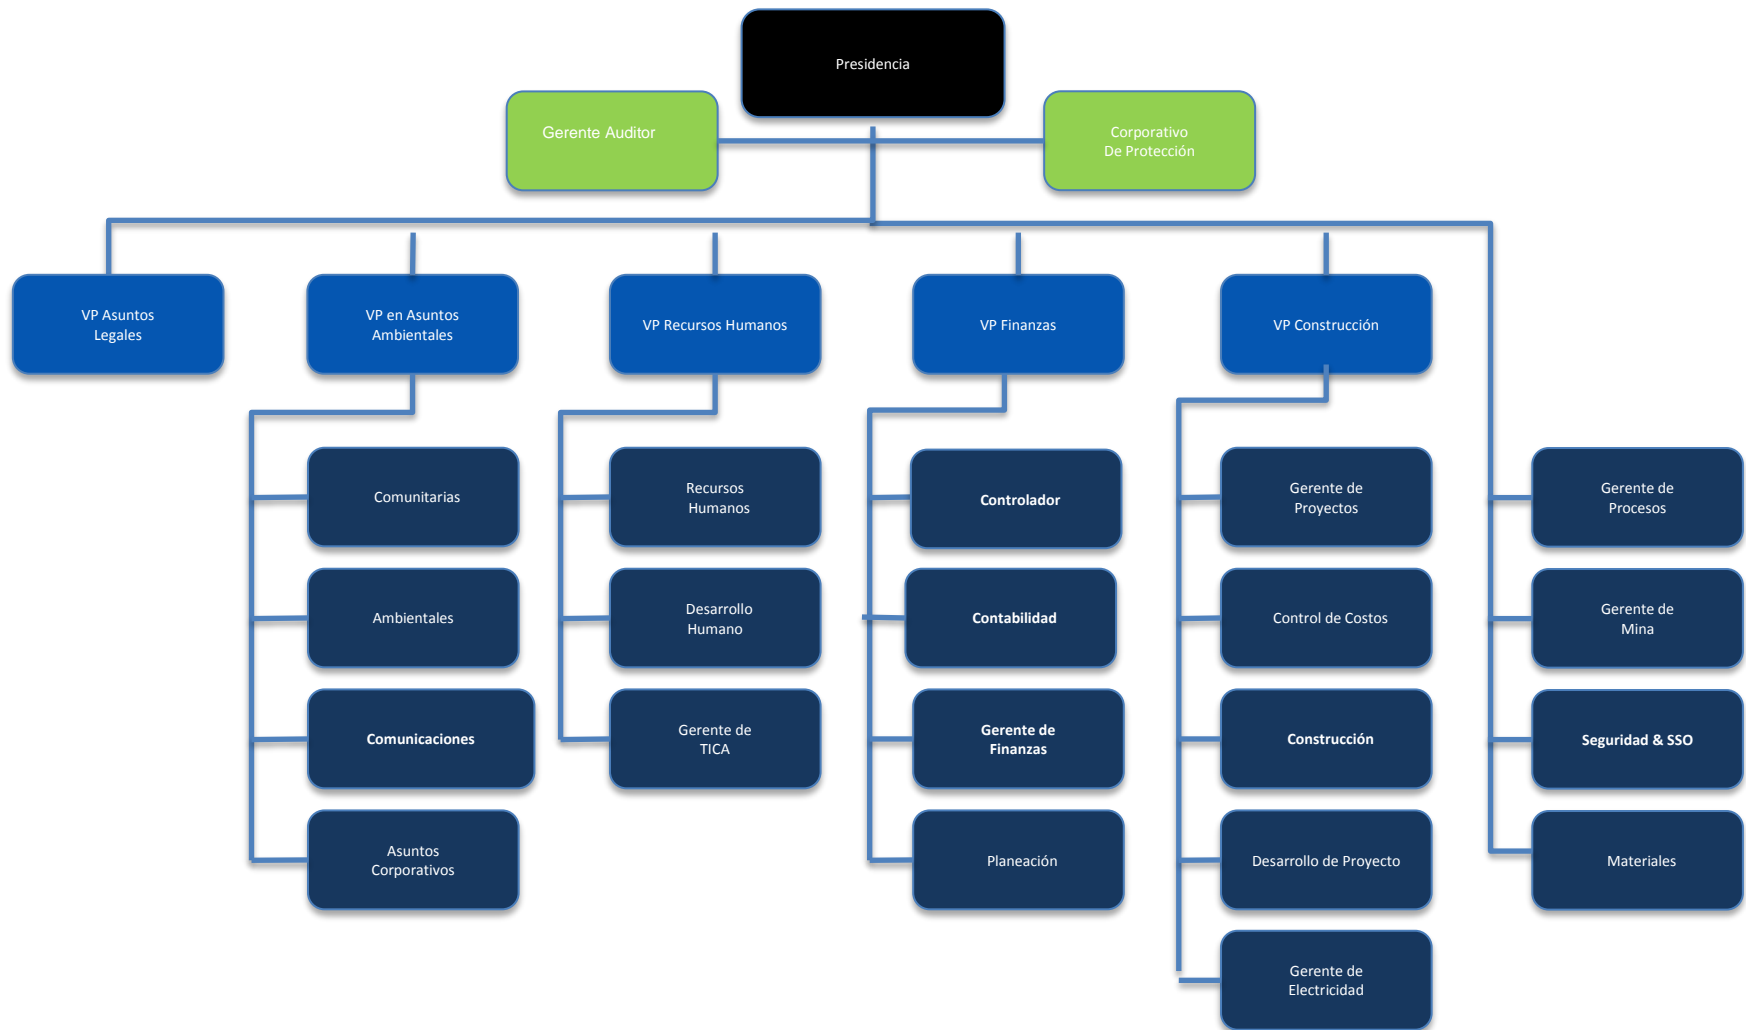 Presidencia
Gerente Auditor
Corporativo
De Protección
VP Asuntos
Legales
VP en Asuntos
Ambientales
VP Recursos Humanos
VP Finanzas
VP Construcción
Comunitarias
Recursos
Humanos
Controlador
Gerente de
Proyectos
Gerente de
Procesos
Ambientales
Desarrollo
Humano
Contabilidad
Control de Costos
Gerente de
Mina
Comunicaciones
Gerente de
TICA
Gerente de
Finanzas
Construcción
Seguridad & SSO
Asuntos
Corporativos
Planeación
Desarrollo de Proyecto
Materiales
Gerente de
Electricidad